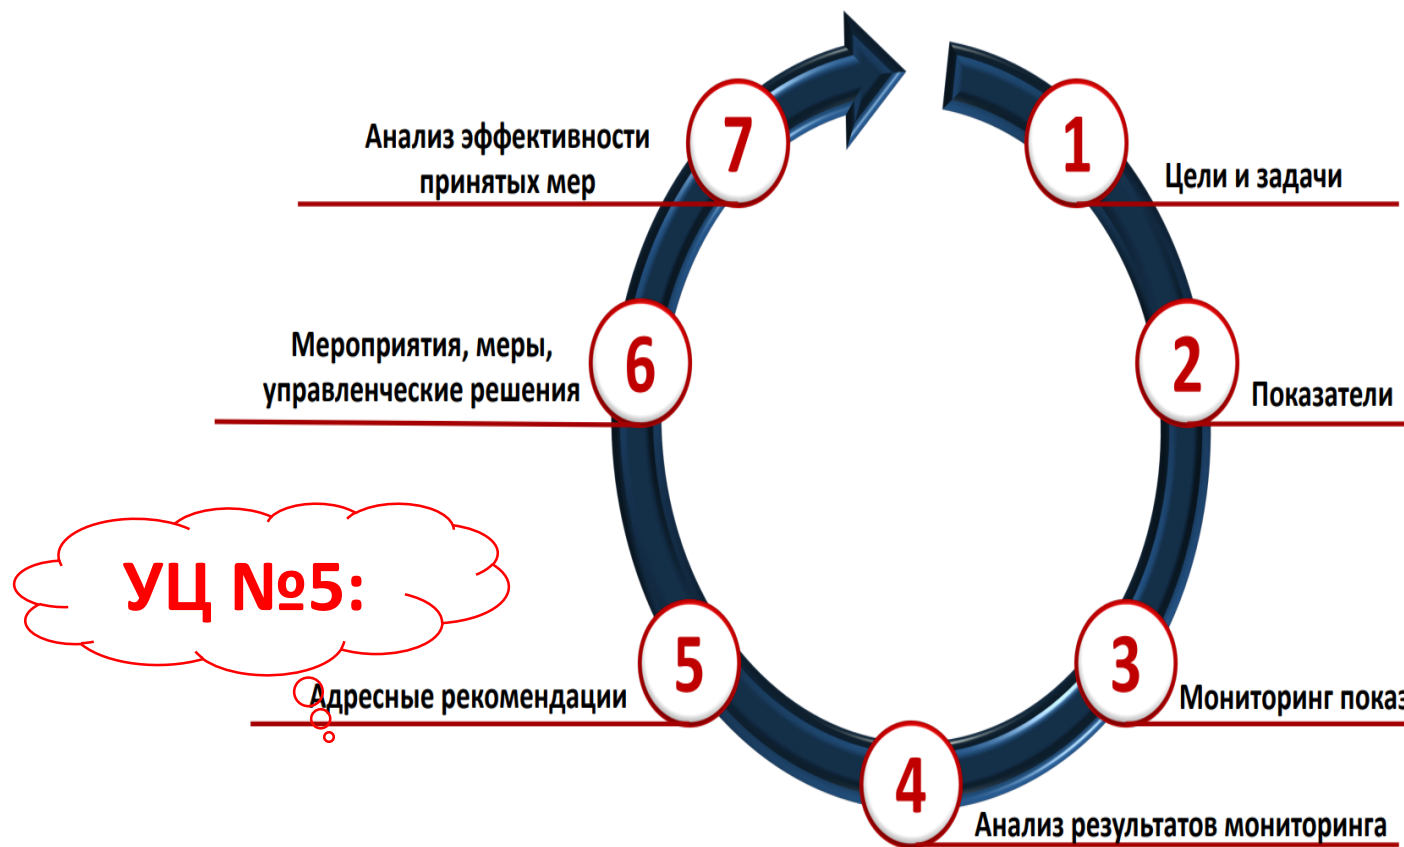 1
Цели и задачи
2
Показатели
3
Мониторинг
4
Анализ результатов мониторинга
5
Адресные рекомендации
УЦ №5:
6
Мероприятия, меры,
управленческие решения
7
Анализ эффективности
принятых мер